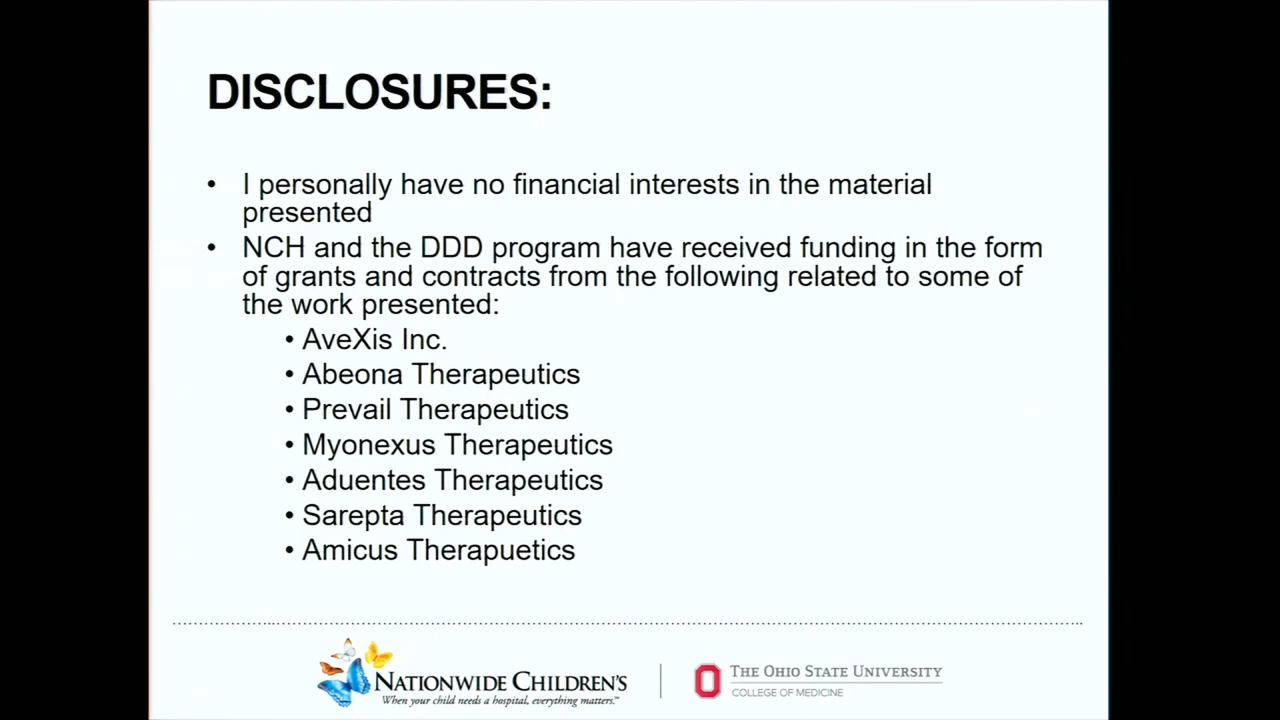 DISCLOSURES:
• I personally have no financial interests in the material
presented
• NCH and the DDD program have received funding in the form
of grants and contracts from the following related to some of
the work presented:
• AveXis Inc.
• Abeona Therapeutics
• Prevail Therapeutics
• Myonexus Therapeutics
• Aduentes Therapeutics
• Sarepta Therapeutics
• Amicus Therapuetics
NATIONWIDE CHILDREN'S
When your child needs a hospital, everything matters.™
THE OHIO STATE UNIVERSITY
COLLEGE OF MEDICINE